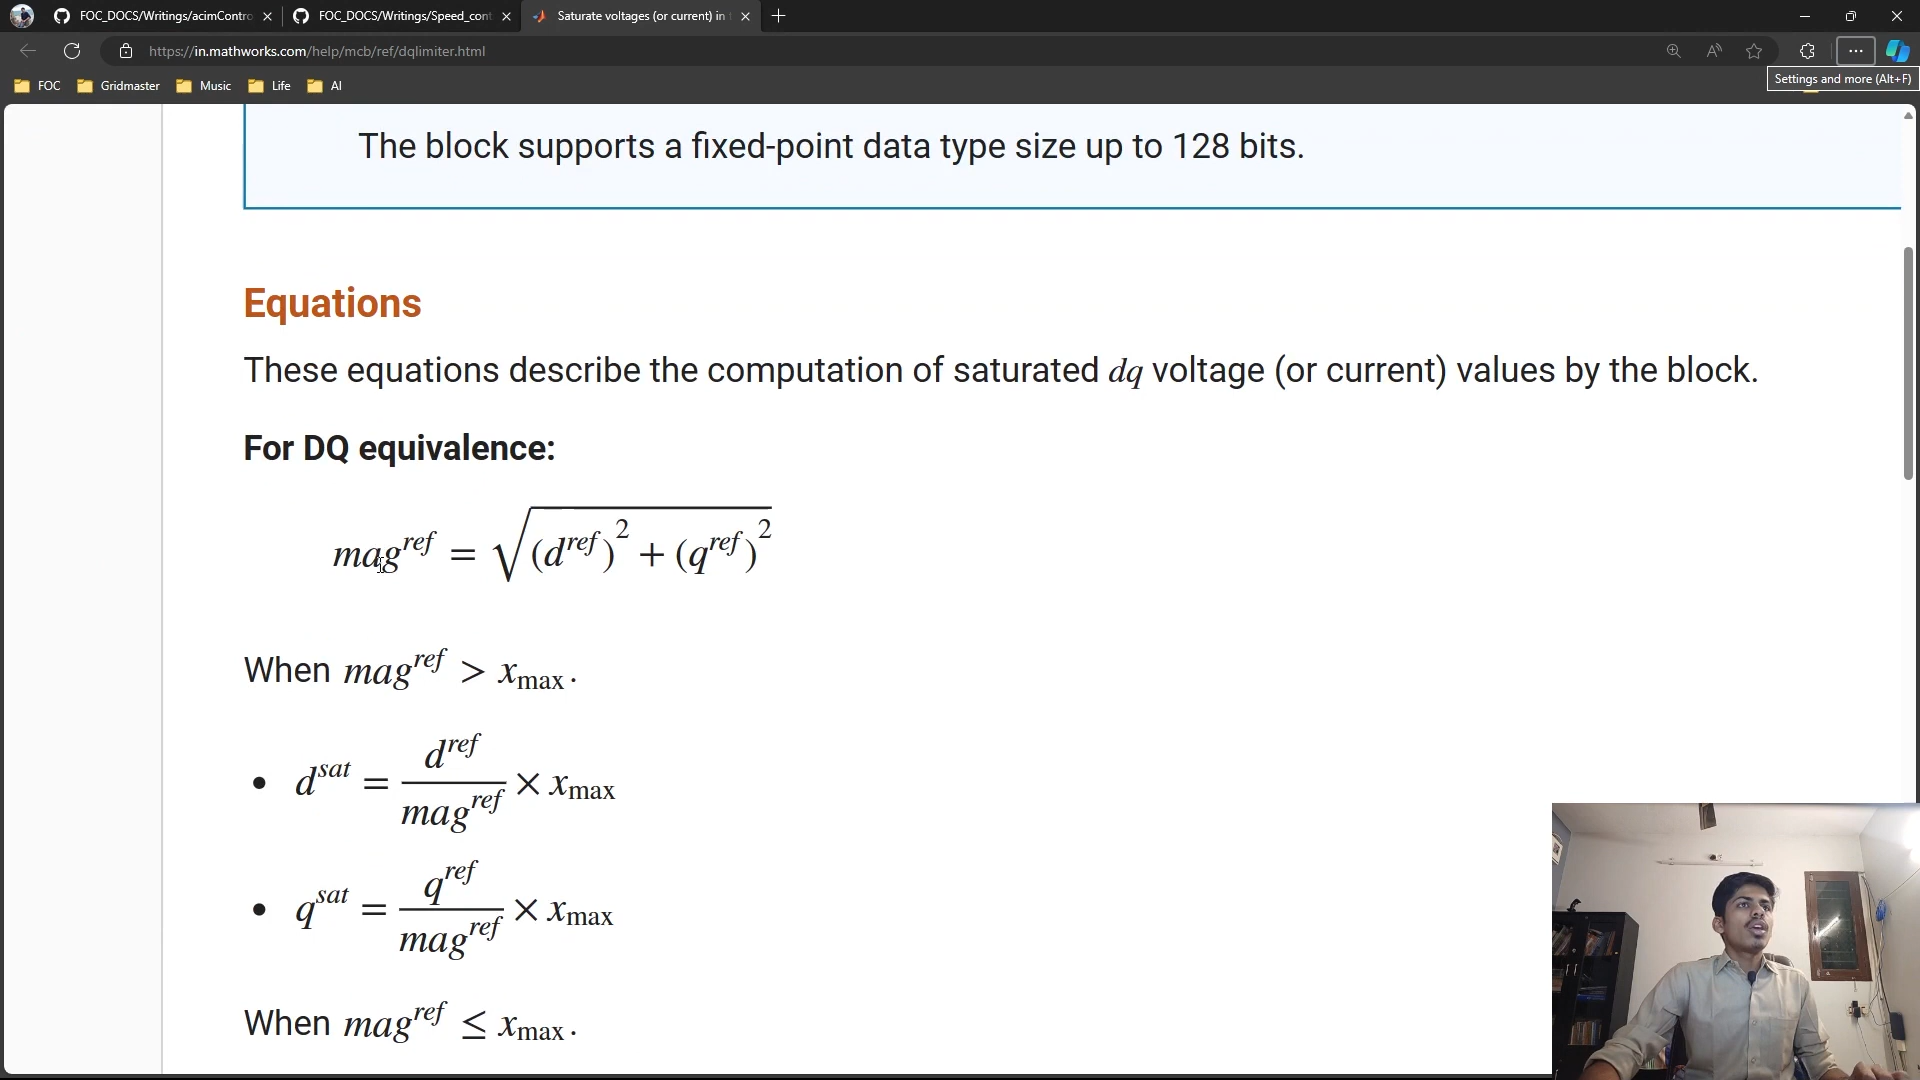 FOC_DOCS/Writings/acimContro
FOC_DOCS/Writings/Speed_cont
Saturate voltages (or current) in
https://in.mathworks.com/help/mcb/ref/dqlimiter.html
Settings and more (Alt+F)
FOC
Gridmaster
Music
Life
AI
The block supports a fixed-point data type size up to 128 bits.
Equations
These equations describe the computation of saturated dq voltage (or current) values by the block.
For DQ equivalence:
mag^ref = √((d^ref)^2 + (q^ref)^2)
When mag^ref > x_max.
• d^sat = d^ref / mag^ref × x_max
• q^sat = q^ref / mag^ref × x_max
When mag^ref ≤ x_max.